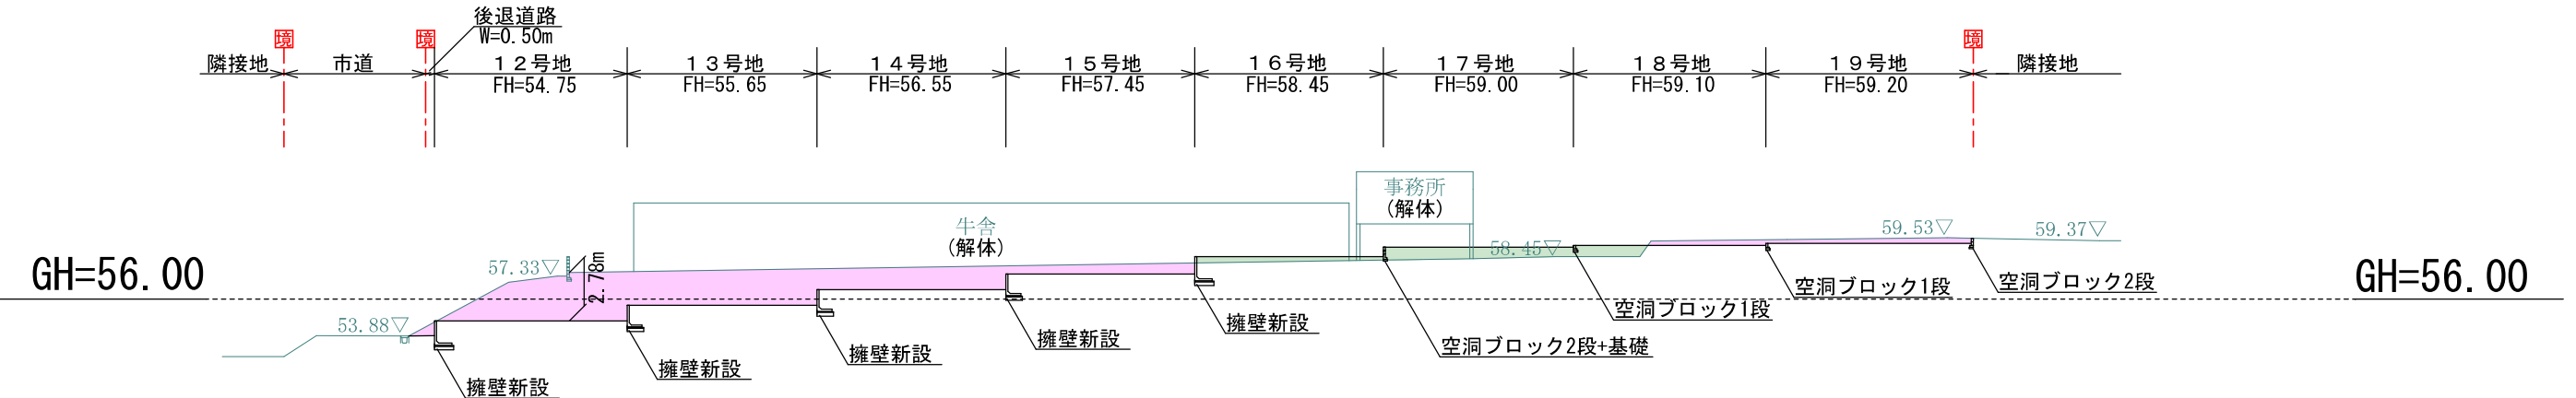 後退道路
W=0.50m
境
境
境
隣接地
市道
12号地
FH=54.75
13号地
FH=55.65
14号地
FH=56.55
15号地
FH=57.45
16号地
FH=58.45
17号地
FH=59.00
18号地
FH=59.10
19号地
FH=59.20
隣接地
事務所
(解体)
牛舎
(解体)
59.53▽
59.37▽
58.45▽
57.33▽
2.78m
GH=56.00
GH=56.00
53.88▽
空洞ブロック2段
空洞ブロック1段
空洞ブロック1段
空洞ブロック2段+基礎
擁壁新設
擁壁新設
擁壁新設
擁壁新設
擁壁新設